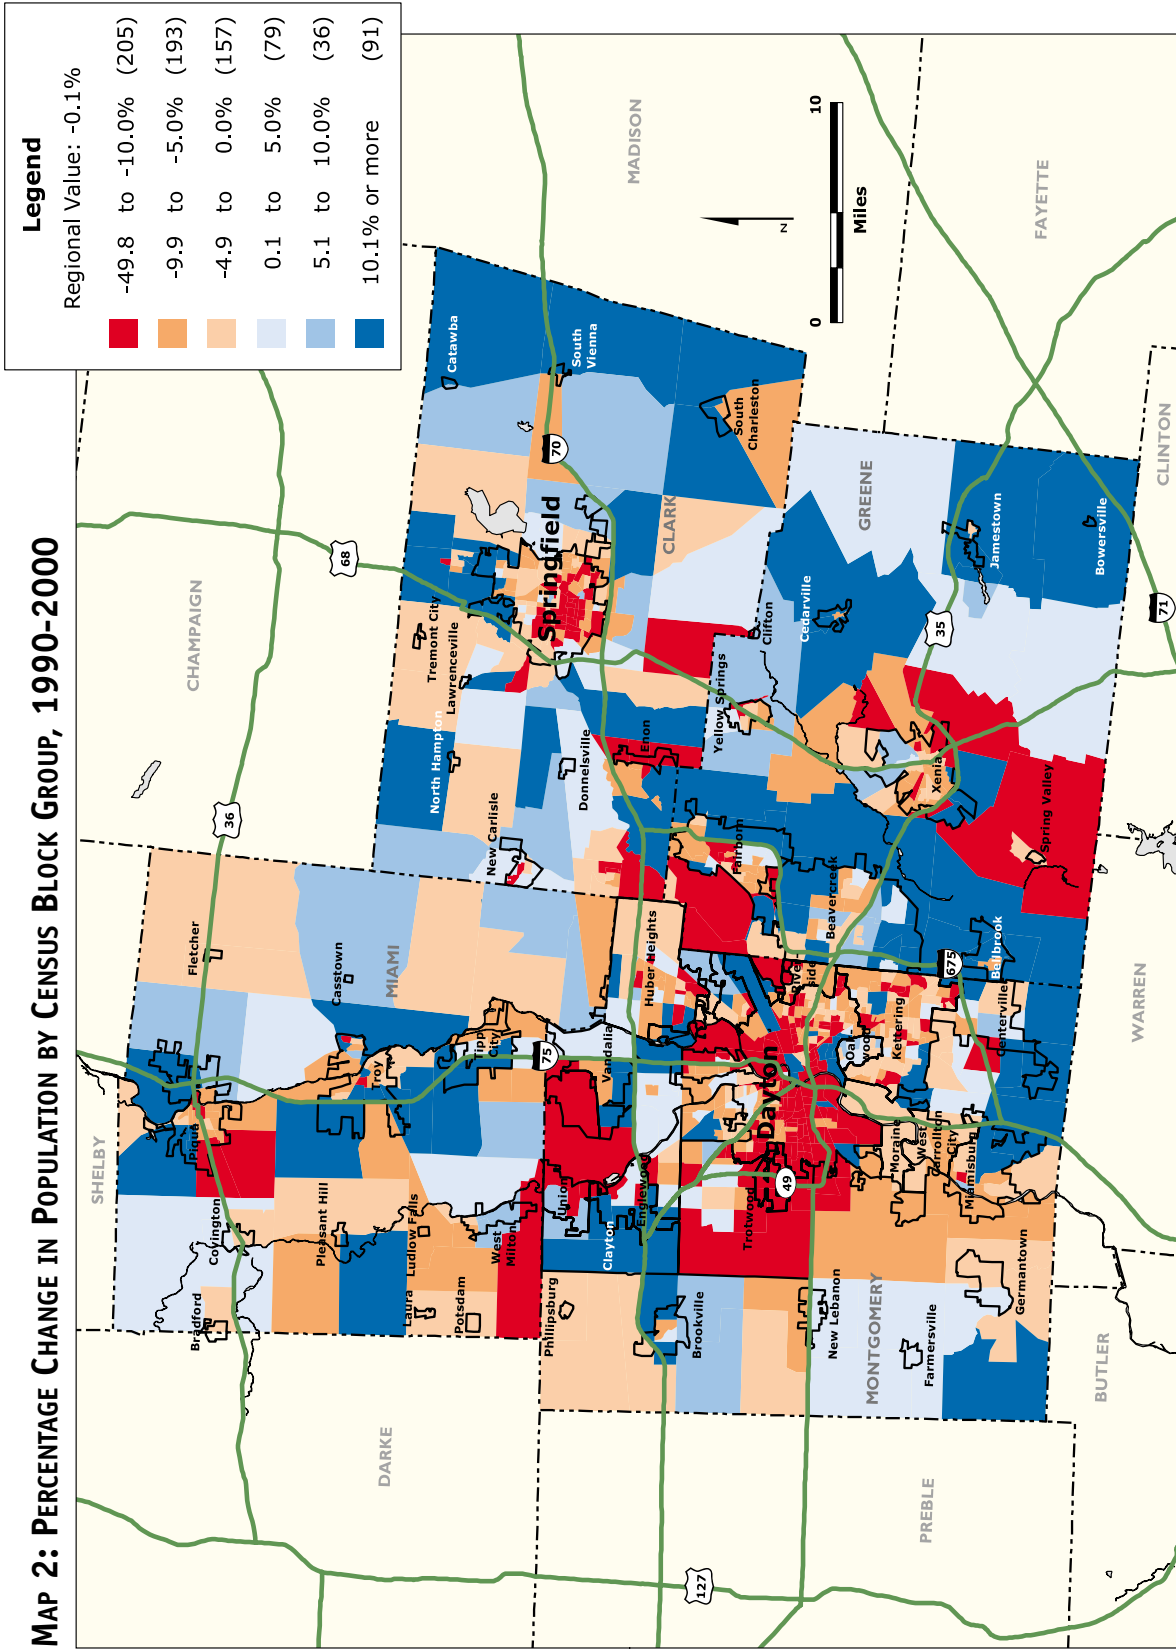 MAP 2: PERCENTAGE CHANGE IN POPULATION BY CENSUS BLOCK GROUP, 1990-2000
Legend
Regional Value: -0.1%
-49.8 to -10.0% (205)
-9.9 to -5.0% (193)
-4.9 to 0.0% (157)
0.1 to 5.0% (79)
5.1 to 10.0% (36)
10.1% or more (91)
SHELBY
CHAMPAIGN
DARKE
MIAMI
CLARK
MADISON
PREBLE
MONTGOMERY
GREENE
FAYETTE
BUTLER
WARREN
CLINTON
Bradford
Covington
Piqua
Fletcher
Pleasant Hill
Casstown
Troy
Laura
Ludlow Falls
Potsdam
West
Milton
Tipp
City
North Hampton
Tremont City
Lawrenceville
Catawba
New Carlisle
Donnelsville
Springfield
South
Vienna
Enon
South
Charleston
Phillipsburg
Union
Clayton
Englewood
Vandalia
Huber Heights
Brookville
Trotwood
Dayton
River-
side
Fairborn
Yellow Springs
Clifton
Cedarville
New Lebanon
Oak-
wood
Beavercreek
Kettering
Xenia
Jamestown
Farmersville
Moraine
West
Carrollton
City
Miamisburg
Centerville
Bellbrook
Spring Valley
Bowersville
Germantown
36
68
70
75
49
35
675
71
127
N
0
10
Miles